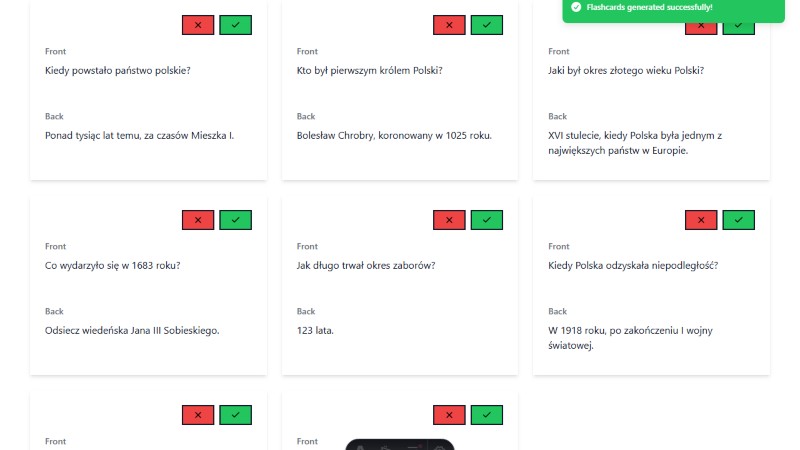 Flashcards generated successfully!
Front
Kiedy powstało państwo polskie?
Back
Ponad tysiąc lat temu, za czasów Mieszka I.
Front
Kto był pierwszym królem Polski?
Back
Bolesław Chrobry, koronowany w 1025 roku.
Front
Jaki był okres złotego wieku Polski?
Back
XVI stulecie, kiedy Polska była jednym z
największych państw w Europie.
Front
Co wydarzyło się w 1683 roku?
Back
Odsiecz wiedeńska Jana III Sobieskiego.
Front
Jak długo trwał okres zaborów?
Back
123 lata.
Front
Kiedy Polska odzyskała niepodległość?
Back
W 1918 roku, po zakończeniu I wojny
światowej.
Front
Front